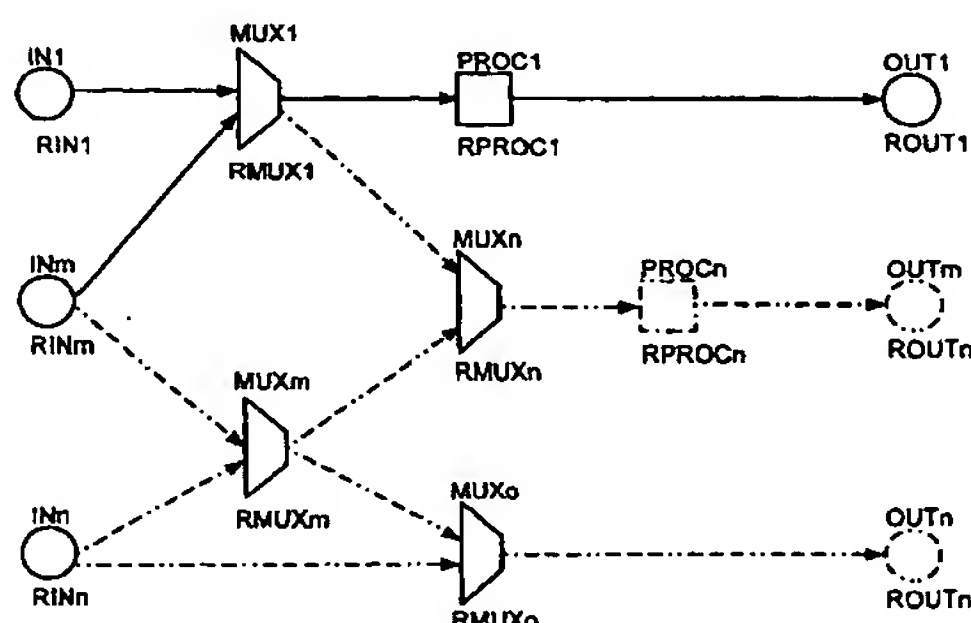 MUX1
IN1
PROC1
OUT1
RIN1
RMUX1
RPROC1
ROUT1
MUXn
INm
PROCn
OUTm
RINm
RMUXn
RPROCn
ROUTn
MUXm
MUXo
INn
RMUXm
OUTn
RINn
RMUXo
ROUTn